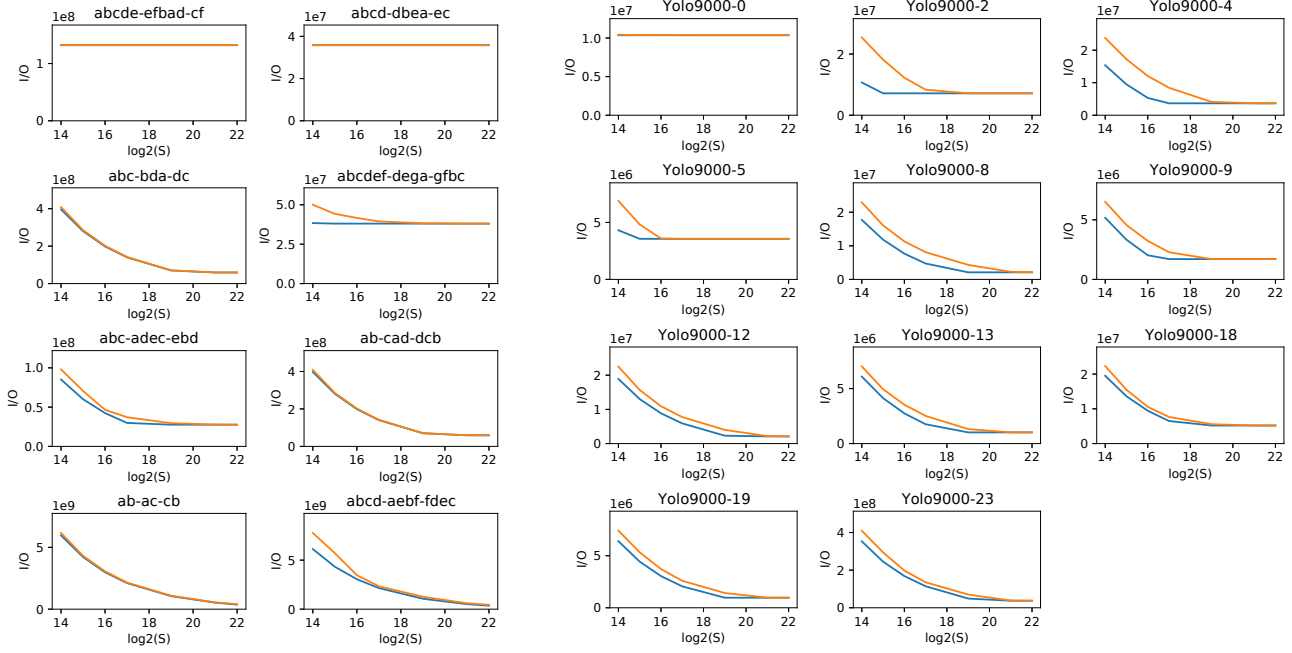 abcde-efbad-cf
1e8
1
0
I/O
14 16 18 20 22
log2(S)
abcd-dbea-ec
1e7
4
2
0
I/O
14 16 18 20 22
log2(S)
Yolo9000-0
1e7
1.0
0.5
0.0
I/O
14 16 18 20 22
log2(S)
Yolo9000-2
1e7
2
0
I/O
14 16 18 20 22
log2(S)
Yolo9000-4
1e7
2
1
0
I/O
14 16 18 20 22
log2(S)
abc-bda-dc
1e8
4
2
0
I/O
14 16 18 20 22
log2(S)
abcdef-dega-gfbc
1e7
5.0
2.5
0.0
I/O
14 16 18 20 22
log2(S)
Yolo9000-5
1e6
5
0
I/O
14 16 18 20 22
log2(S)
Yolo9000-8
1e7
2
1
0
I/O
14 16 18 20 22
log2(S)
Yolo9000-9
1e6
5
0
I/O
14 16 18 20 22
log2(S)
abc-adec-ebd
1e8
1.0
0.5
0.0
I/O
14 16 18 20 22
log2(S)
ab-cad-dcb
1e8
4
2
0
I/O
14 16 18 20 22
log2(S)
Yolo9000-12
1e7
2
1
0
I/O
14 16 18 20 22
log2(S)
Yolo9000-13
1e6
5
0
I/O
14 16 18 20 22
log2(S)
Yolo9000-18
1e7
2
1
0
I/O
14 16 18 20 22
log2(S)
ab-ac-cb
1e9
5
0
I/O
14 16 18 20 22
log2(S)
abcd-aebf-fdec
1e9
5
0
I/O
14 16 18 20 22
log2(S)
Yolo9000-19
1e6
5
0
I/O
14 16 18 20 22
log2(S)
Yolo9000-23
1e8
4
2
0
I/O
14 16 18 20 22
log2(S)